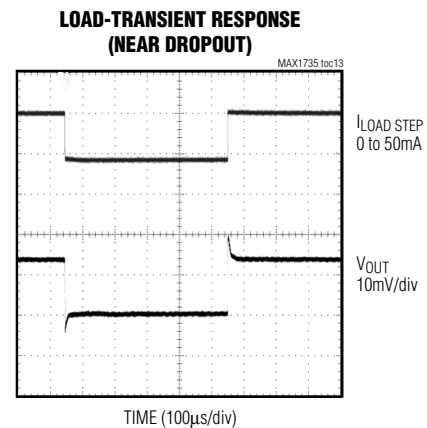 LOAD-TRANSIENT RESPONSE
(NEAR DROPOUT)
MAX1735 toc13
ILOAD STEP
0 to 50mA
VOUT
10mV/div
TIME (100µs/div)